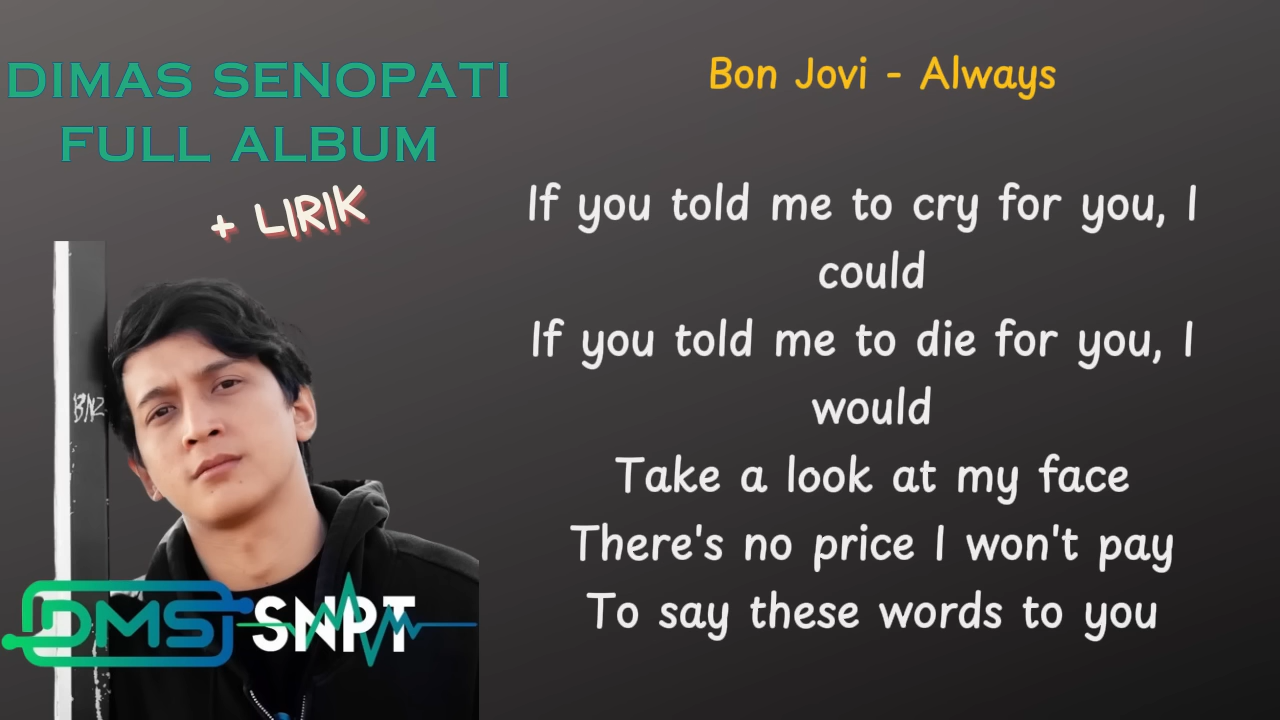 DIMAS SENOPATI
FULL ALBUM
+ LIRIK
BNZ
DMS SNPT
Bon Jovi - Always
If you told me to cry for you, I
could
If you told me to die for you, I
would
Take a look at my face
There's no price I won't pay
To say these words to you